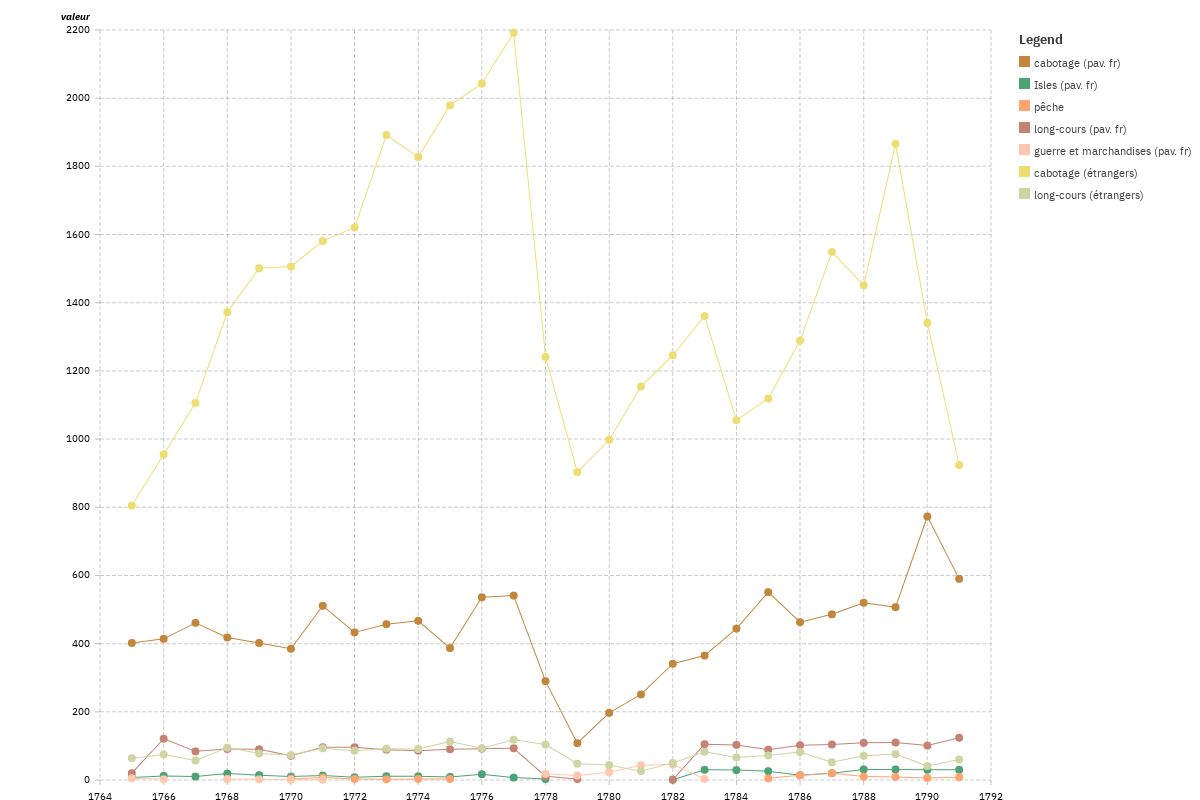 valeur
2200
2000
1800
1600
1400
1200
1000
800
600
400
200
0
1764 1766 1768 1770 1772 1774 1776 1778 1780 1782 1784 1786 1788 1790 1792
Legend
cabotage (pav. fr)
Isles (pav. fr)
pêche
long-cours (pav. fr)
guerre et marchandises (pav. fr)
cabotage (étrangers)
long-cours (étrangers)